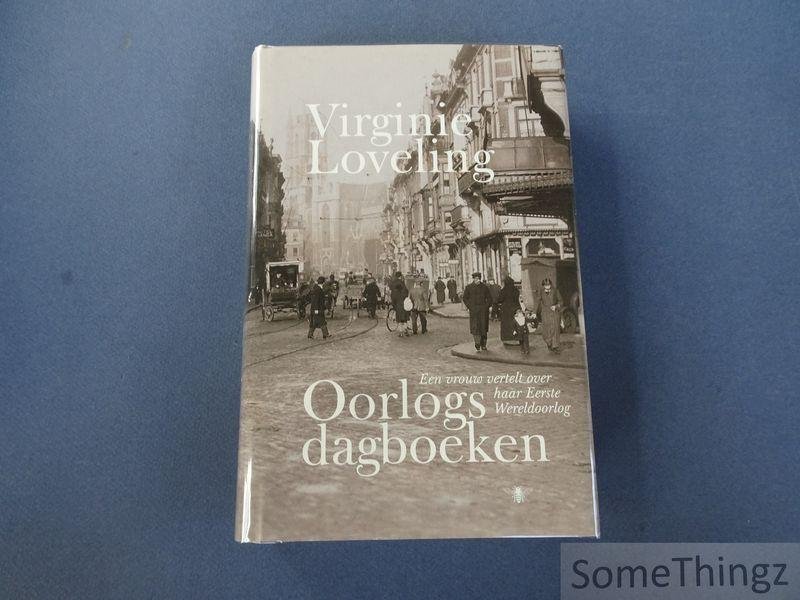 Virginie
Loveling
Een vrouw vertelt over
haar Eerste
Wereldoorlog
Oorlogs
dagboeken
SomeThingz